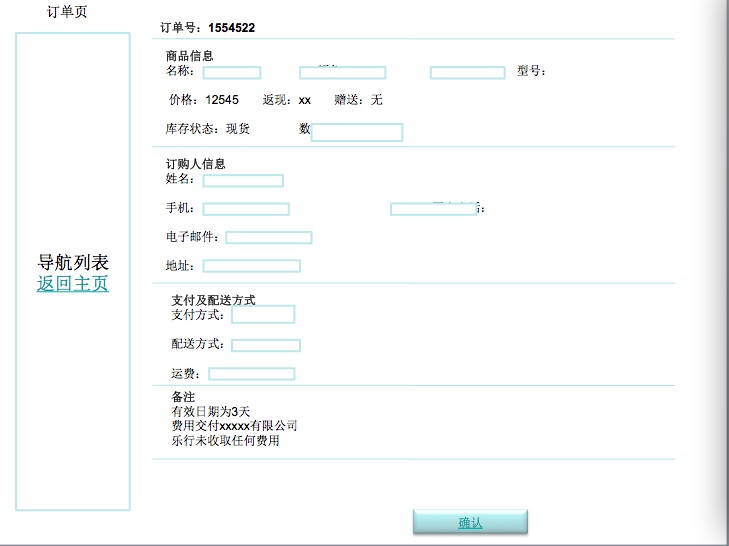 订单页
订单号：1554522
商品信息
名称： 型号：
价格：12545 返现：xx 赠送：无
库存状态：现货 数
订购人信息
姓名：
手机：
电子邮件：
地址：
导航列表
返回主页
支付及配送方式
支付方式：
配送方式：
运费：
备注
有效日期为3天
费用交付xxxxx有限公司
乐行未收取任何费用
确认